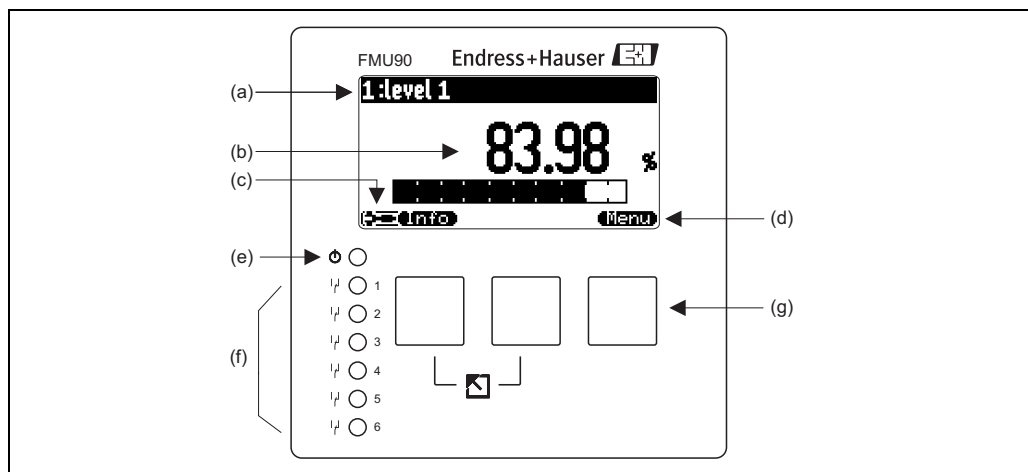 FMU90 Endress+Hauser E+H
(a) 1:level 1
(b) 83.98 %
(c)
Info Menu (d)
(e)
1
2
3 (g)
(f) 4
5
6